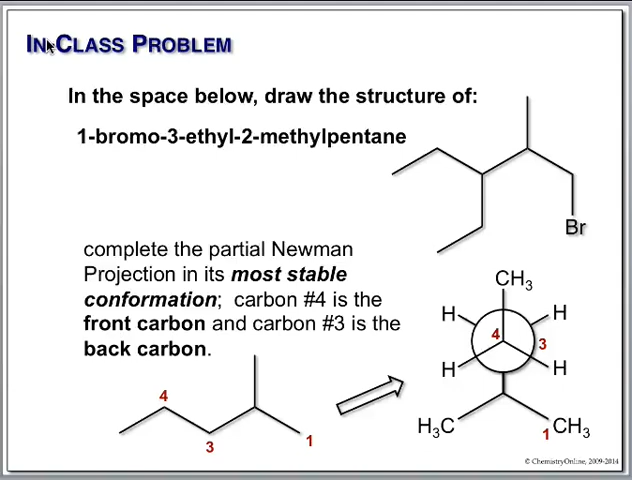 IN-CLASS PROBLEM
In the space below, draw the structure of:
1-bromo-3-ethyl-2-methylpentane
Br
complete the partial Newman
Projection in its most stable
conformation; carbon #4 is the
front carbon and carbon #3 is the
back carbon.
CH3
H H
4 3
H H
H3C 1 CH3
4
3
1
© ChemistryOnline, 2009-2014